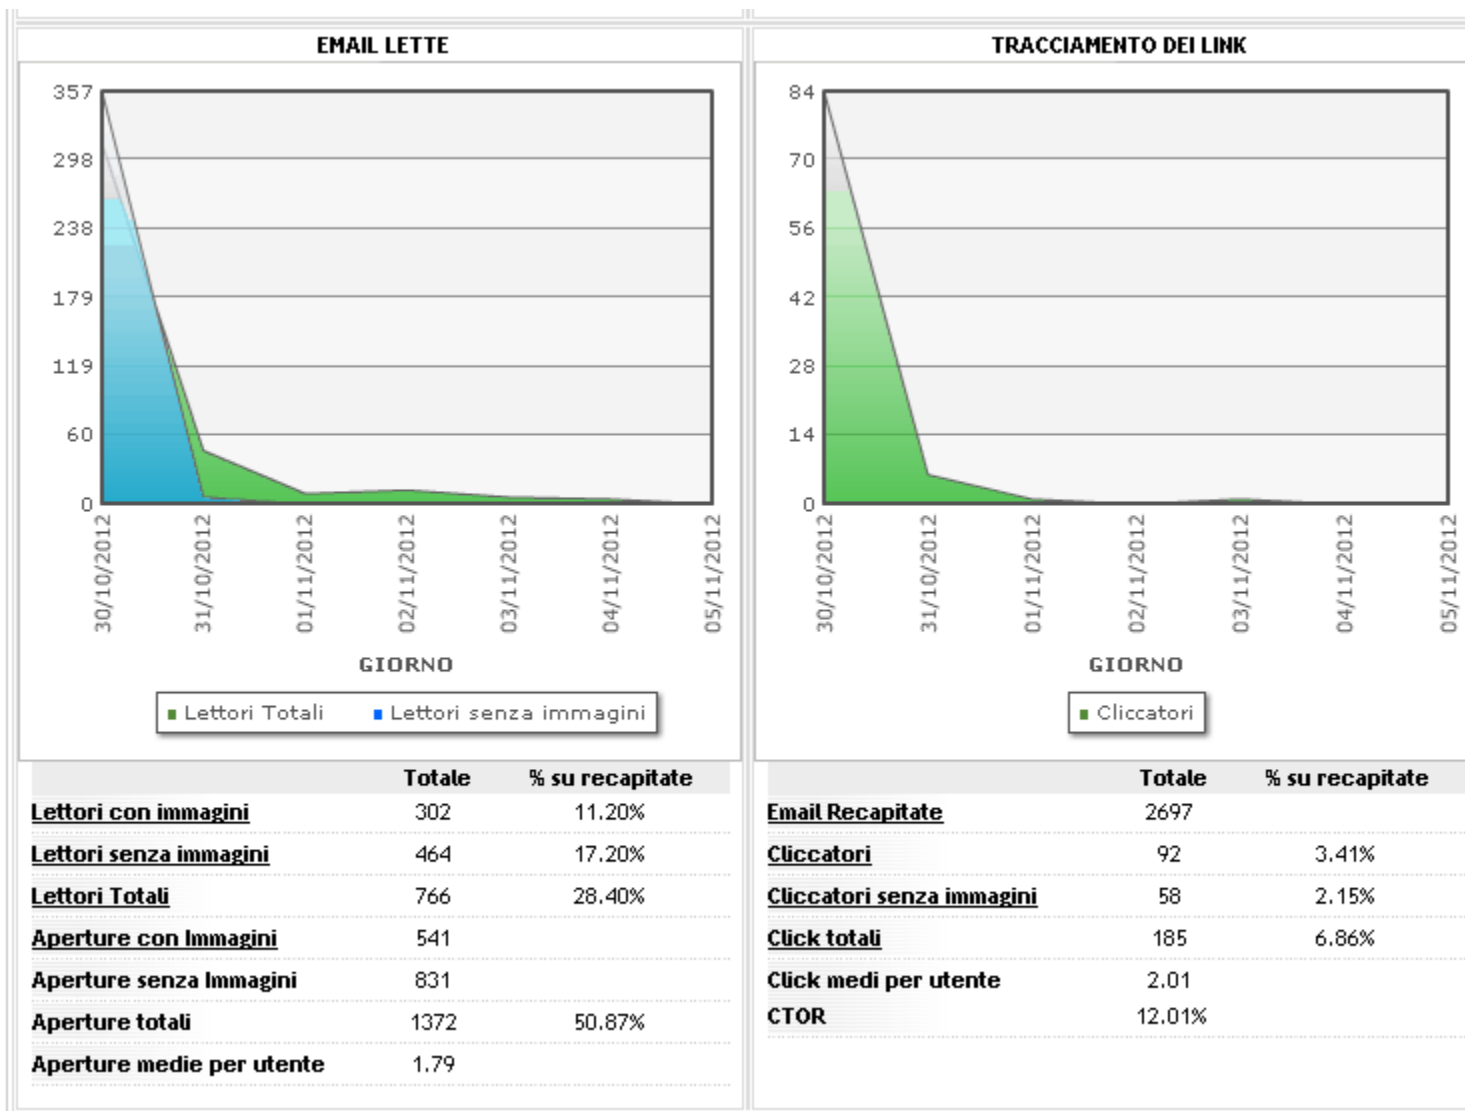 EMAIL LETTE
357
298
238
179
119
60
0
30/10/2012
31/10/2012
01/11/2012
02/11/2012
03/11/2012
04/11/2012
05/11/2012
GIORNO
Lettori Totali Lettori senza immagini
Totale % su recapitate
Lettori con immagini 302 11.20%
Lettori senza immagini 464 17.20%
Lettori Totali 766 28.40%
Aperture con Immagini 541
Aperture senza Immagini 831
Aperture totali 1372 50.87%
Aperture medie per utente 1.79
TRACCIAMENTO DEI LINK
84
70
56
42
28
14
0
30/10/2012
31/10/2012
01/11/2012
02/11/2012
03/11/2012
04/11/2012
05/11/2012
GIORNO
Cliccatori
Totale % su recapitate
Email Recapitate 2697
Cliccatori 92 3.41%
Cliccatori senza immagini 58 2.15%
Click totali 185 6.86%
Click medi per utente 2.01
CTOR 12.01%